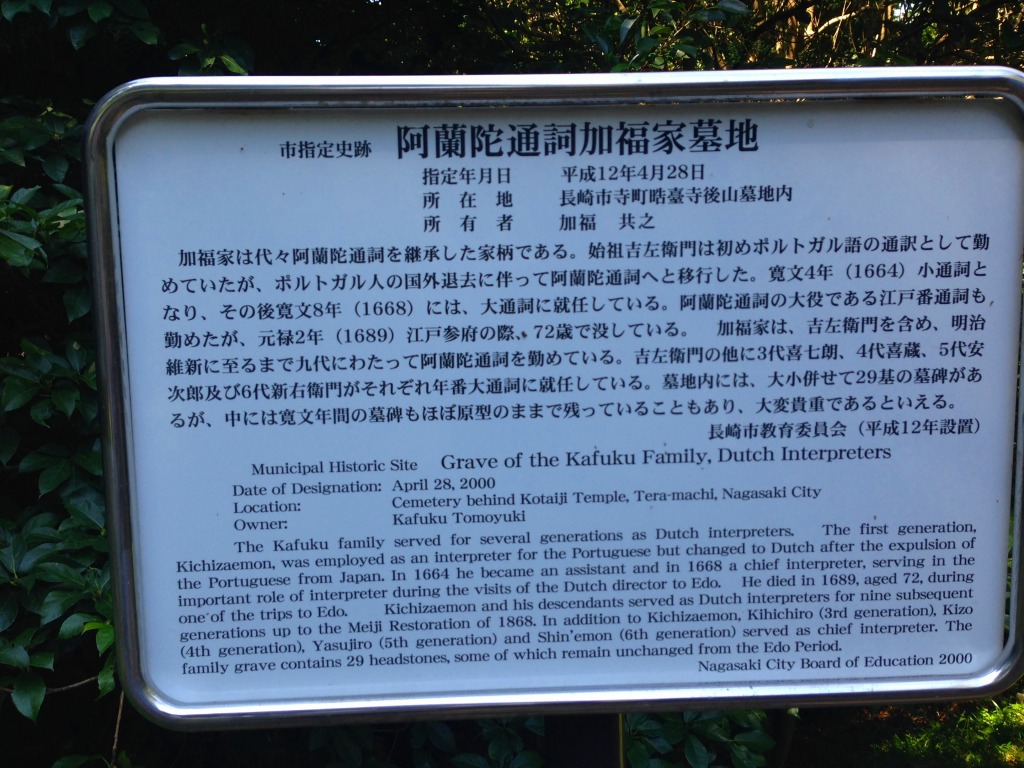 市指定史跡 阿蘭陀通詞加福家墓地
指定年月日 平成12年4月28日
所在地 長崎市寺町晧臺寺後山墓地内
所有者 加福 共之
加福家は代々阿蘭陀通詞を継承した家柄である。始祖吉左衛門は初めポルトガル語の通訳として勤
めていたが、ポルトガル人の国外退去に伴って阿蘭陀通詞へと移行した。寛文4年（1664）小通詞と
なり、その後寛文8年（1668）には、大通詞に就任している。阿蘭陀通詞の大役である江戸番通詞も
勤めたが、元禄2年（1689）江戸参府の際、72歳で没している。 加福家は、吉左衛門を含め、明治
維新に至るまで九代にわたって阿蘭陀通詞を勤めている。吉左衛門の他に3代喜七朗、4代喜蔵、5代安
次郎及び6代新右衛門がそれぞれ年番大通詞に就任している。墓地内には、大小併せて29基の墓碑があ
るが、中には寛文年間の墓碑もほぼ原型のままで残っていることもあり、大変貴重であるといえる。
長崎市教育委員会（平成12年設置）
Municipal Historic Site Grave of the Kafuku Family, Dutch Interpreters
Date of Designation: April 28, 2000
Location: Cemetery behind Kotaiji Temple, Tera-machi, Nagasaki City
Owner: Kafuku Tomoyuki
The Kafuku family served for several generations as Dutch interpreters. The first generation,
Kichizaemon, was employed as an interpreter for the Portuguese but changed to Dutch after the expulsion of
the Portuguese from Japan. In 1664 he became an assistant and in 1668 a chief interpreter, serving in the
important role of interpreter during the visits of the Dutch director to Edo. He died in 1689, aged 72, during
one of the trips to Edo. Kichizaemon and his descendants served as Dutch interpreters for nine subsequent
generations up to the Meiji Restoration of 1868. In addition to Kichizaemon, Kihichiro (3rd generation), Kizo
(4th generation), Yasujiro (5th generation) and Shin'emon (6th generation) served as chief interpreter. The
family grave contains 29 headstones, some of which remain unchanged from the Edo Period.
Nagasaki City Board of Education 2000